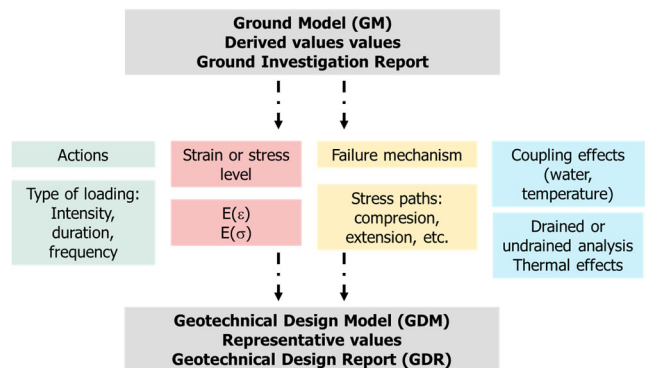 Ground Model (GM)
Derived values values
Ground Investigation Report
Actions
Type of loading:
Intensity,
duration,
frequency
Strain or stress
level
E(ε)
E(σ)
Failure mechanism
Stress paths:
compresion,
extension, etc.
Coupling effects
(water,
temperature)
Drained or
undrained analysis
Thermal effects
Geotechnical Design Model (GDM)
Representative values
Geotechnical Design Report (GDR)